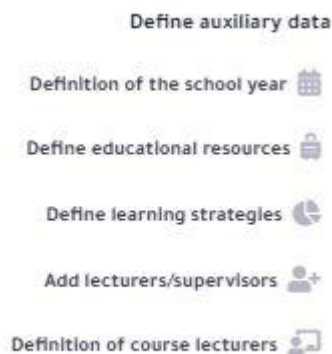 Define auxiliary data
Definition of the school year
Define educational resources
Define learning strategies
Add lecturers/supervisors
Definition of course lecturers